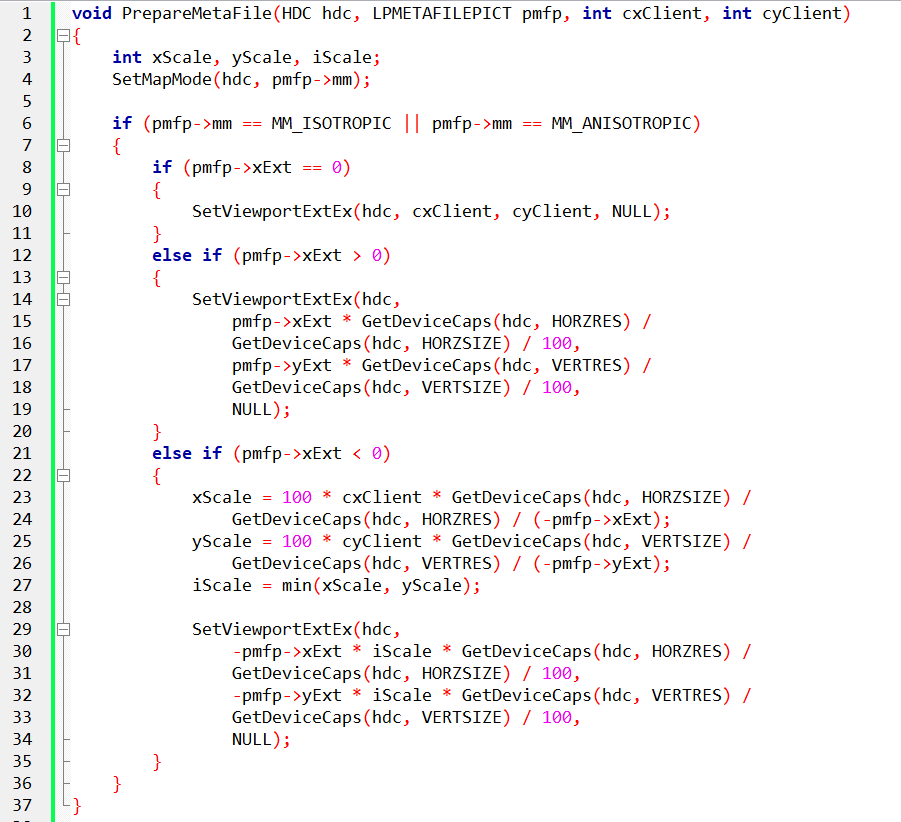 1 void PrepareMetaFile(HDC hdc, LPMETAFILEPICT pmfp, int cxClient, int cyClient)
2 {
3     int xScale, yScale, iScale;
4     SetMapMode(hdc, pmfp->mm);
5
6     if (pmfp->mm == MM_ISOTROPIC || pmfp->mm == MM_ANISOTROPIC)
7     {
8         if (pmfp->xExt == 0)
9         {
10             SetViewportExtEx(hdc, cxClient, cyClient, NULL);
11         }
12         else if (pmfp->xExt > 0)
13         {
14             SetViewportExtEx(hdc,
15                 pmfp->xExt * GetDeviceCaps(hdc, HORZRES) /
16                 GetDeviceCaps(hdc, HORZSIZE) / 100,
17                 pmfp->yExt * GetDeviceCaps(hdc, VERTRES) /
18                 GetDeviceCaps(hdc, VERTSIZE) / 100,
19                 NULL);
20         }
21         else if (pmfp->xExt < 0)
22         {
23             xScale = 100 * cxClient * GetDeviceCaps(hdc, HORZSIZE) /
24                 GetDeviceCaps(hdc, HORZRES) / (-pmfp->xExt);
25             yScale = 100 * cyClient * GetDeviceCaps(hdc, VERTSIZE) /
26                 GetDeviceCaps(hdc, VERTRES) / (-pmfp->yExt);
27             iScale = min(xScale, yScale);
28
29             SetViewportExtEx(hdc,
30                 -pmfp->xExt * iScale * GetDeviceCaps(hdc, HORZRES) /
31                 GetDeviceCaps(hdc, HORZSIZE) / 100,
32                 -pmfp->yExt * iScale * GetDeviceCaps(hdc, VERTRES) /
33                 GetDeviceCaps(hdc, VERTSIZE) / 100,
34                 NULL);
35         }
36     }
37 }